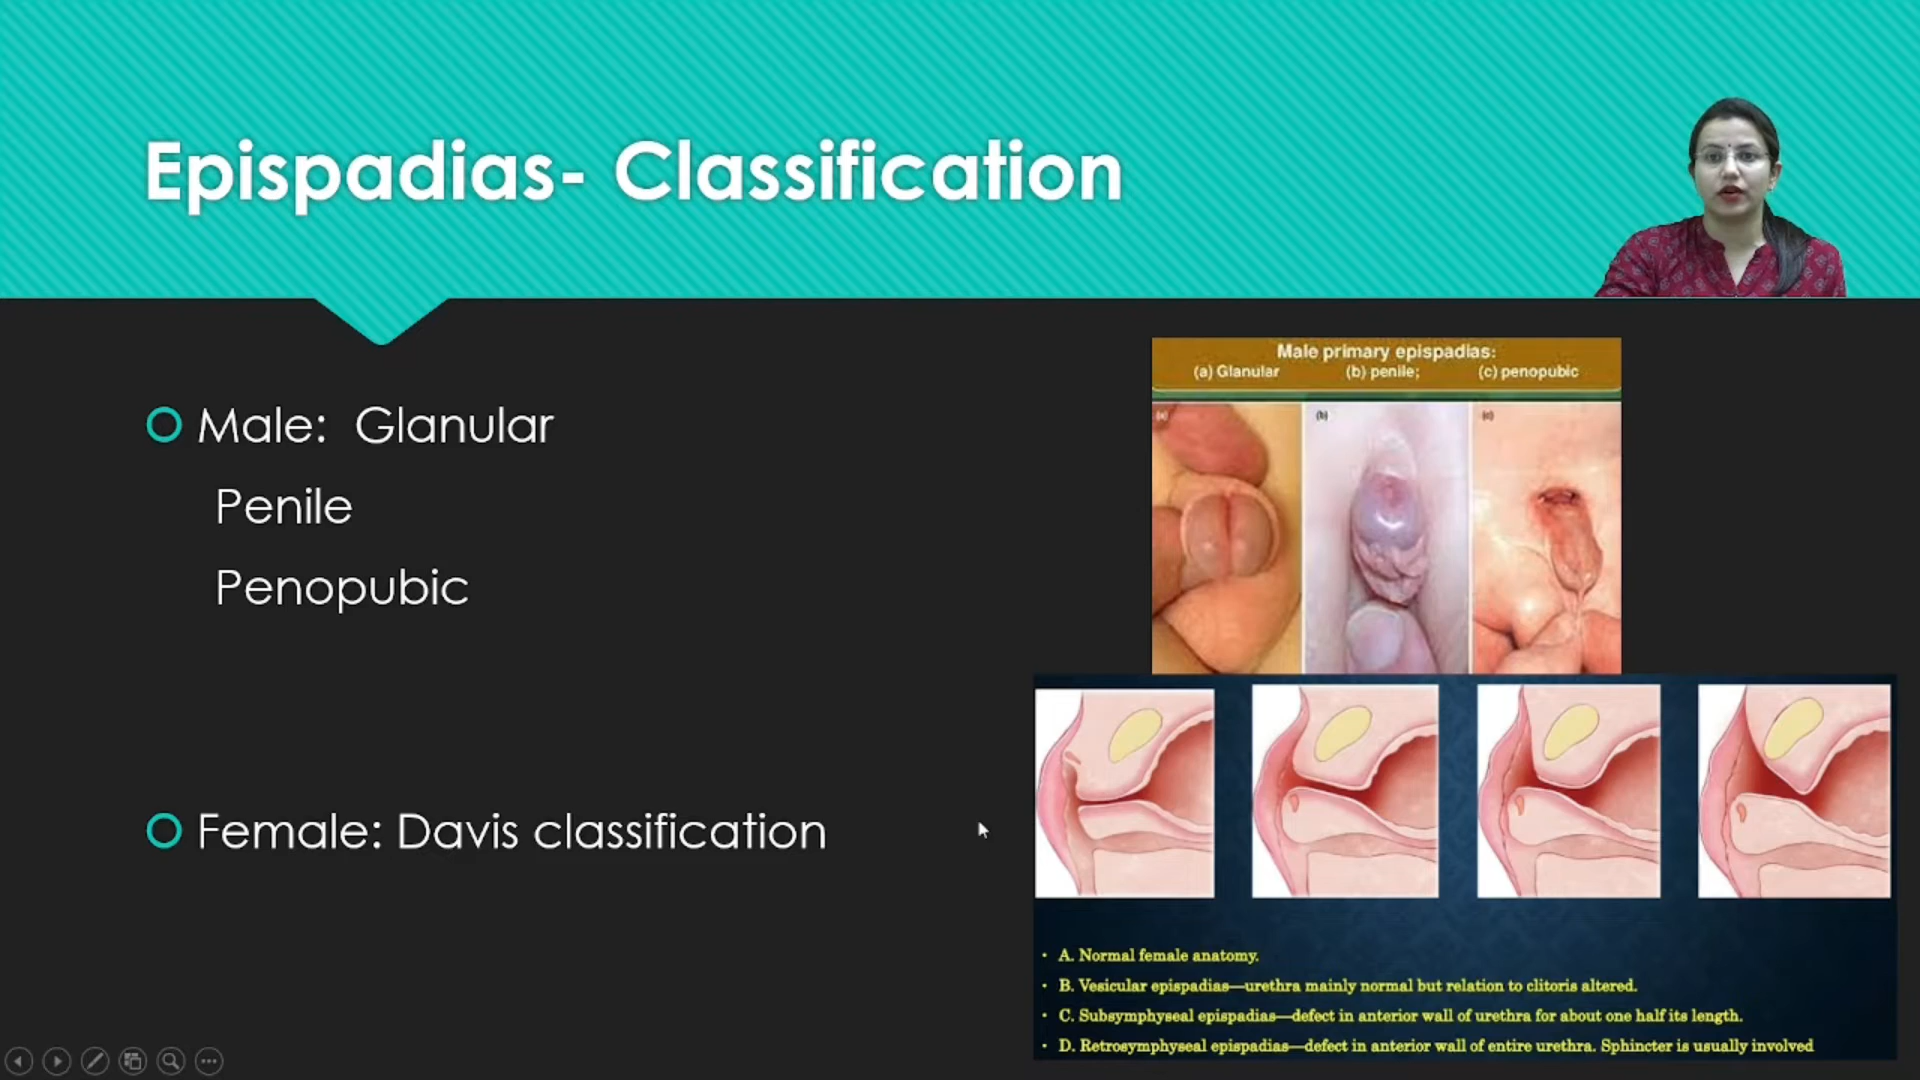 Epispadias- Classification
Male: Glanular
Penile
Penopubic
Female: Davis classification
Male primary epispadias:
(a) Glanular (b) penile; (c) penopubic
(a) (b) (c)
• A. Normal female anatomy.
• B. Vesicular epispadias—urethra mainly normal but relation to clitoris altered.
• C. Subsymphyseal epispadias—defect in anterior wall of urethra for about one half its length.
• D. Retrosymphyseal epispadias—defect in anterior wall of entire urethra. Sphincter is usually involved